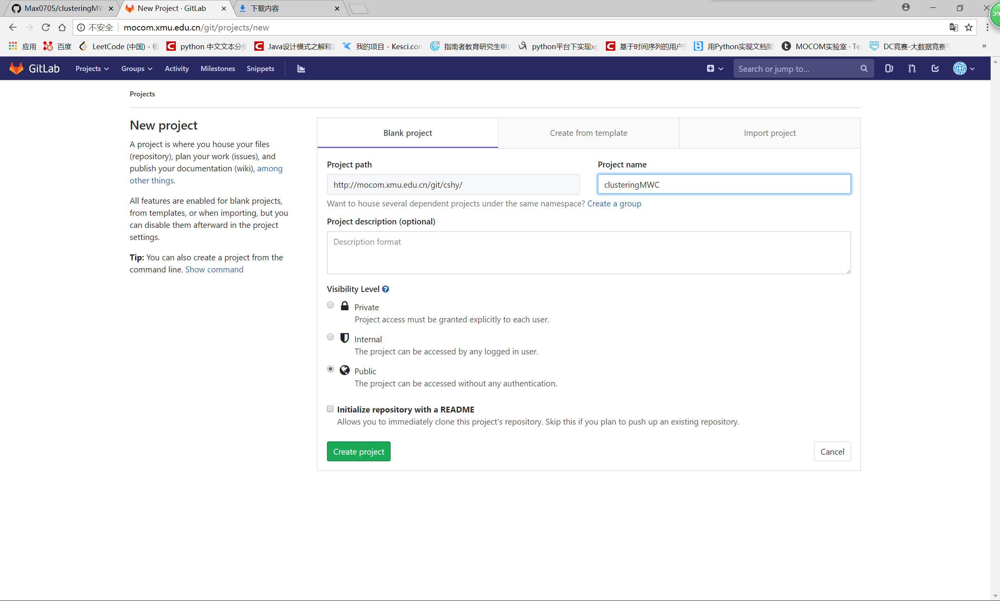 Max0705/clusteringMW
New Project · GitLab
下载内容
39
不安全
mocom.xmu.edu.cn/git/projects/new
应用
百度
LeetCode (中国) - 极
python 中文文本分类
Java设计模式之解释器
我的项目 - Kesci.com
指南者教育研究生申请
python平台下实现xg
基于时间序列的用户
用Python实现文档聚
MOCOM实验室 · Te
DC竞赛-大数据竞赛平
»
GitLab
Projects
Groups
Activity
Milestones
Snippets
Search or jump to...
Projects
New project
A project is where you house your files
(repository), plan your work (issues), and
publish your documentation (wiki), among
other things.
All features are enabled for blank projects,
from templates, or when importing, but you
can disable them afterward in the project
settings.
Tip: You can also create a project from the
command line. Show command
Blank project
Create from template
Import project
Project path
Project name
http://mocom.xmu.edu.cn/git/cshy/
clusteringMWC
Want to house several dependent projects under the same namespace? Create a group
Project description (optional)
Description format
Visibility Level
Private
Project access must be granted explicitly to each user.
Internal
The project can be accessed by any logged in user.
Public
The project can be accessed without any authentication.
Initialize repository with a README
Allows you to immediately clone this project’s repository. Skip this if you plan to push up an existing repository.
Create project
Cancel